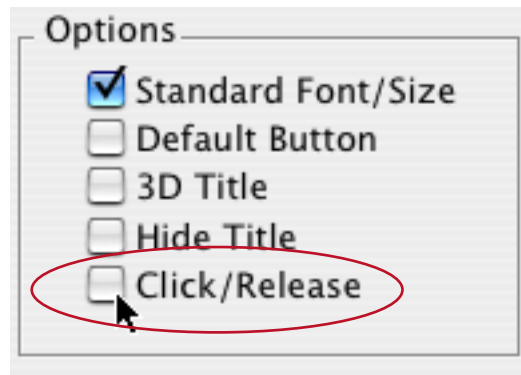 Options
Standard Font/Size
Default Button
3D Title
Hide Title
Click/Release